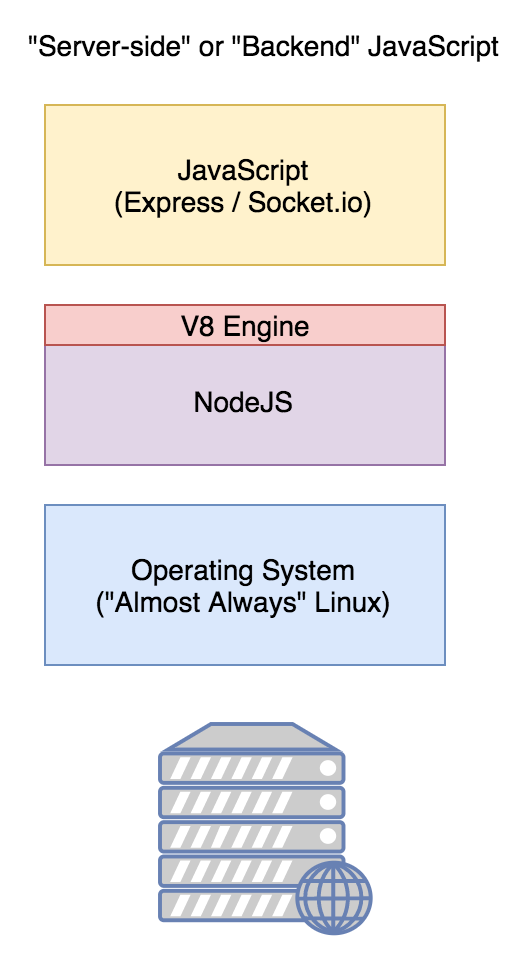 "Server-side" or "Backend" JavaScript
JavaScript
(Express / Socket.io)
V8 Engine
NodeJS
Operating System
("Almost Always" Linux)